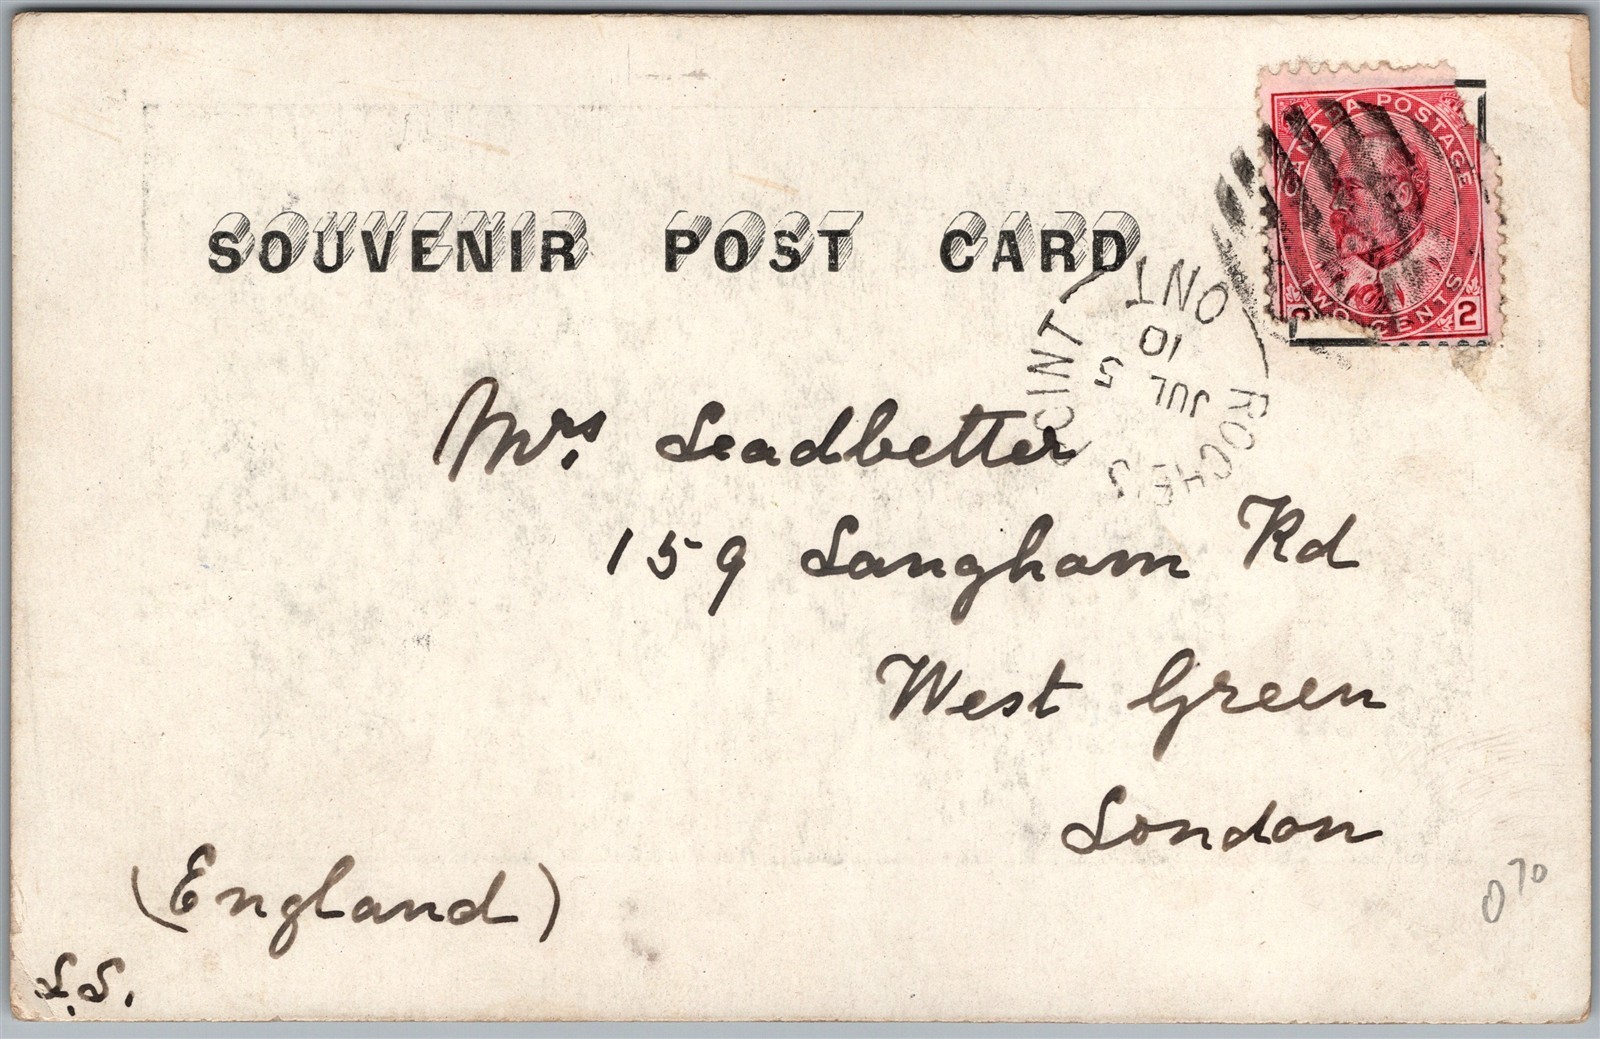 SOUVENIR POST CARD
CANADA POSTAGE
TWO CENTS
2
ROCHE'S POINT
ONT
JUL 5
10
Mrs. Leadbetter
159 Langham Rd
West Green
London
(England)
L.S.
070